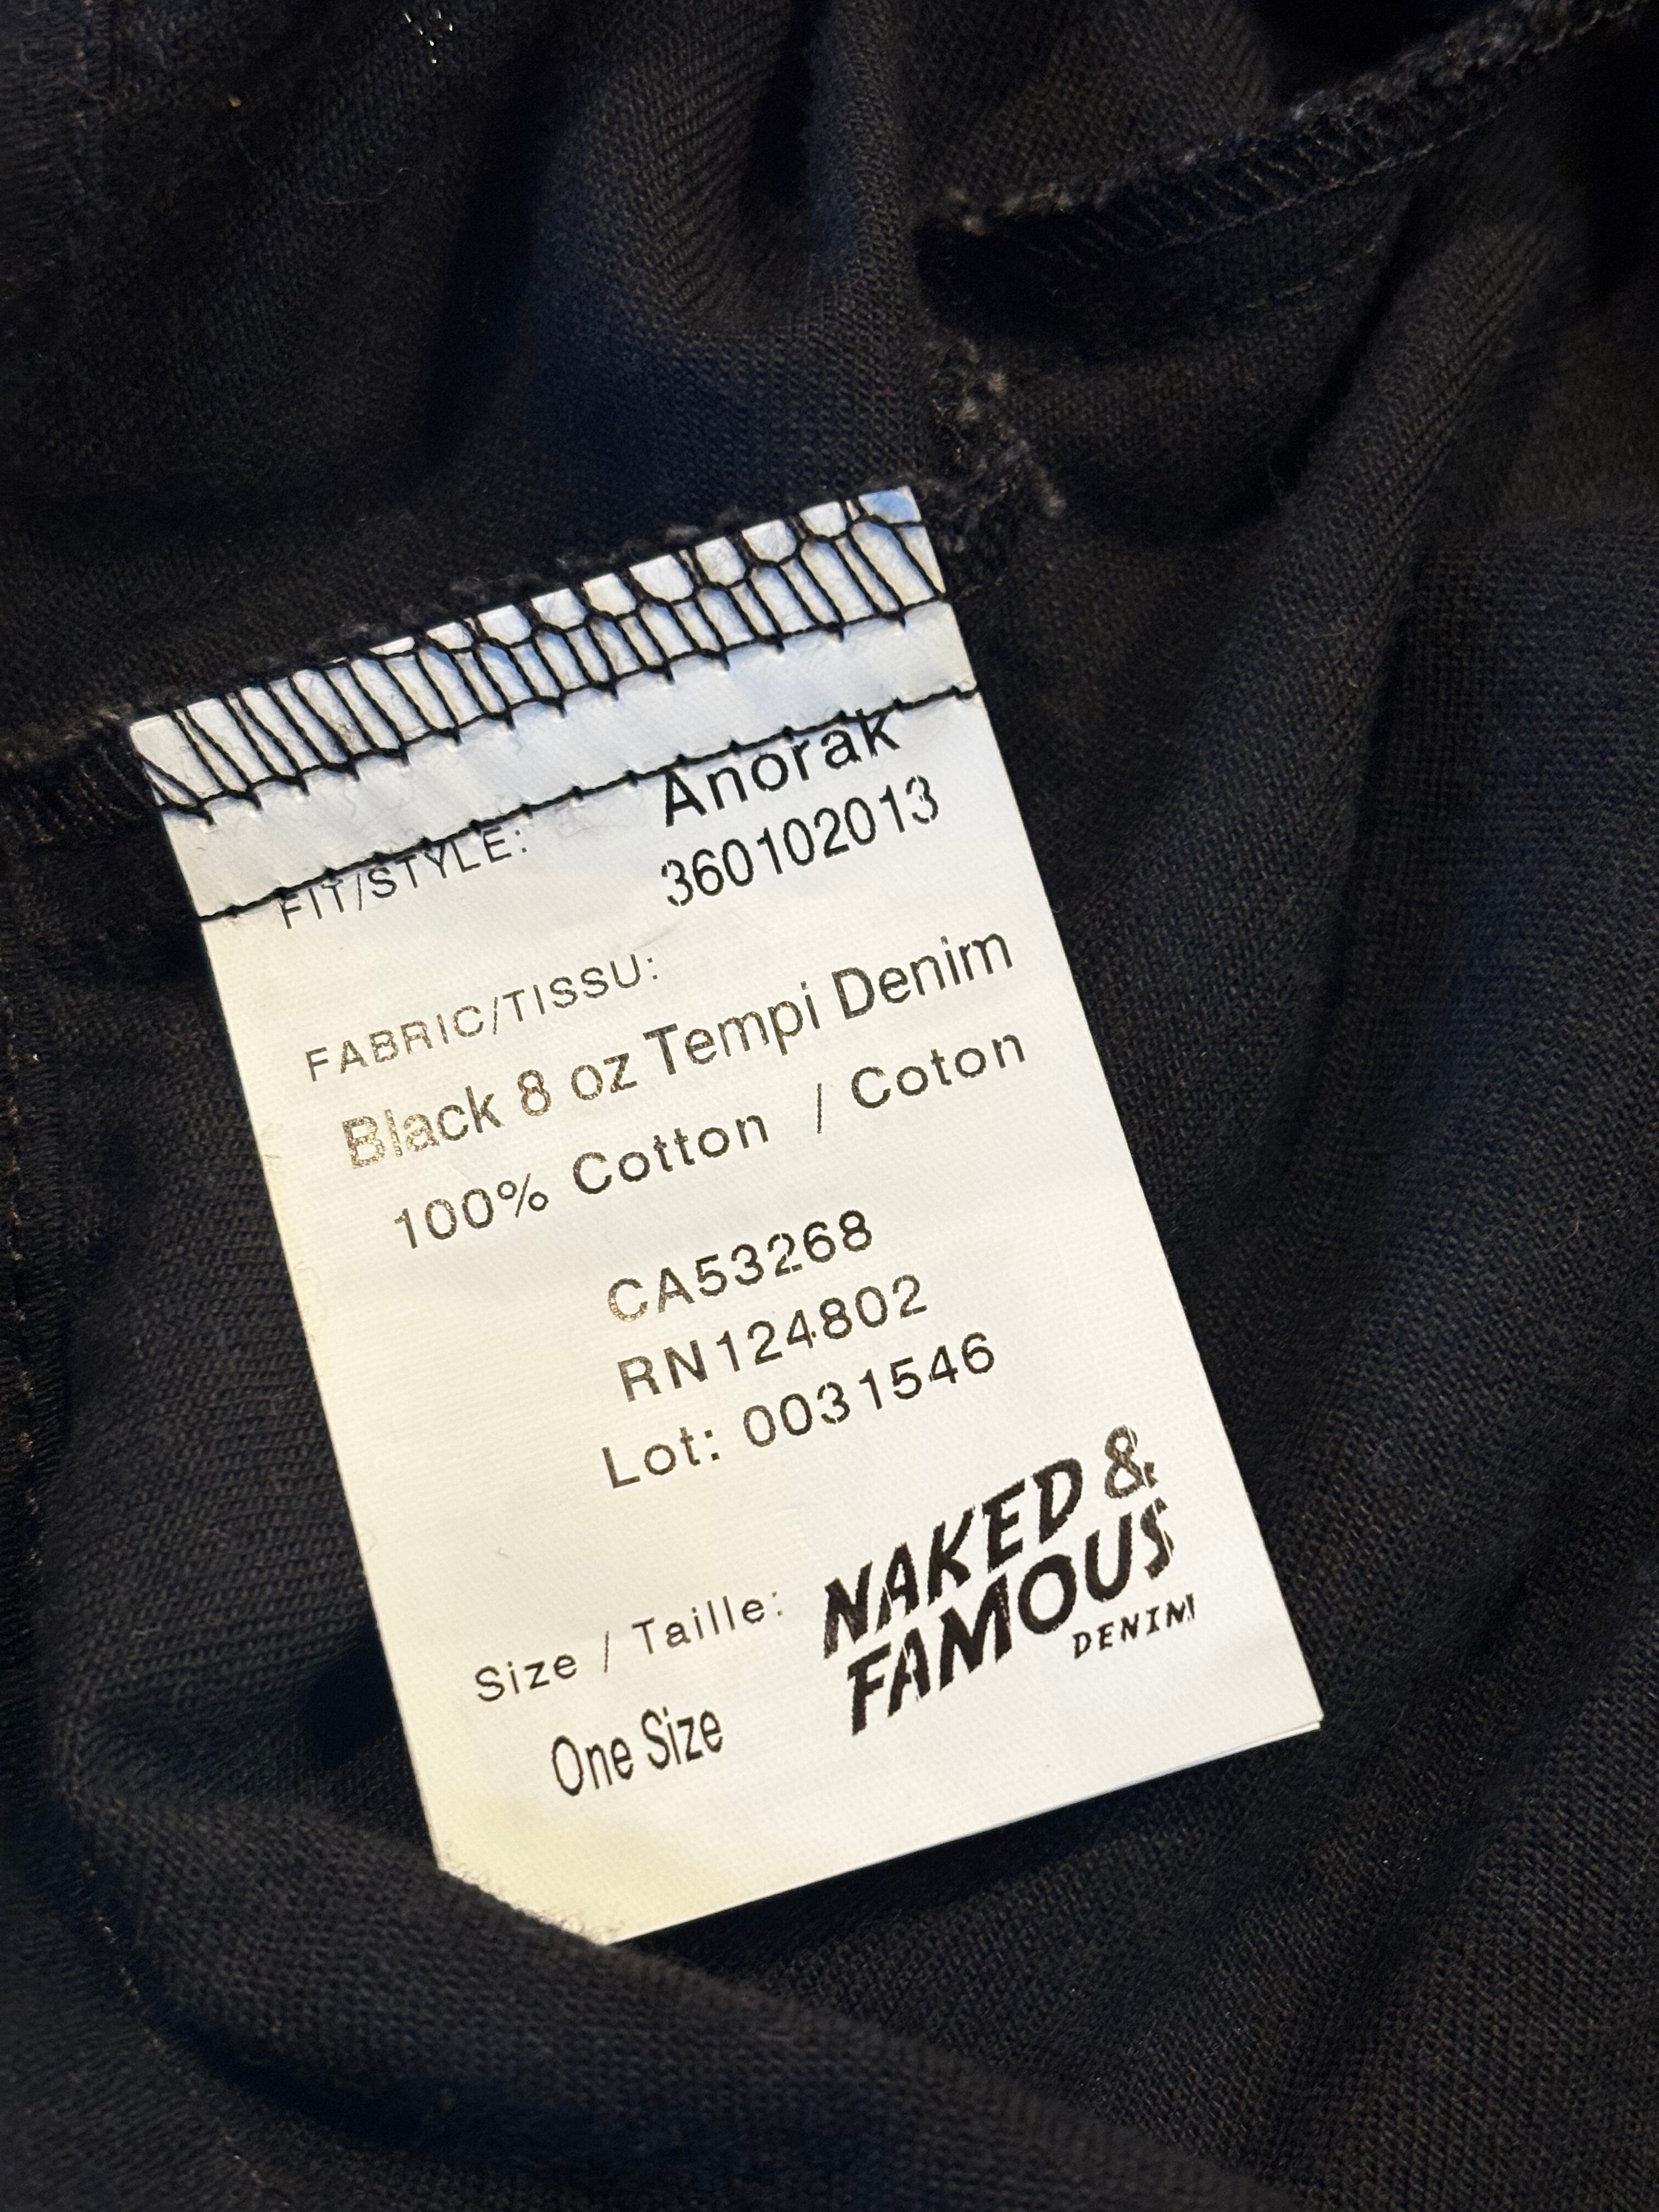 FIT/STYLE: Anorak
360102013
FABRIC/TISSU:
Black 8 oz Tempi Denim
100% Cotton / Coton
CA53268
RN124802
Lot: 0031546
Size / Taille:
One Size
NAKED &
FAMOUS
DENIM